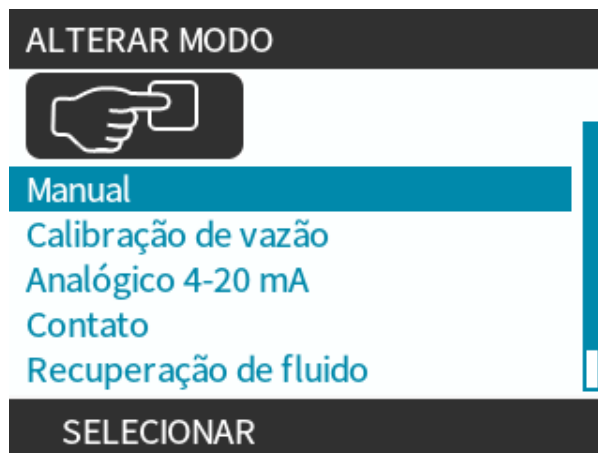 ALTERAR MODO
Manual
Calibração de vazão
Analógico 4-20 mA
Contato
Recuperação de fluido
SELECIONAR